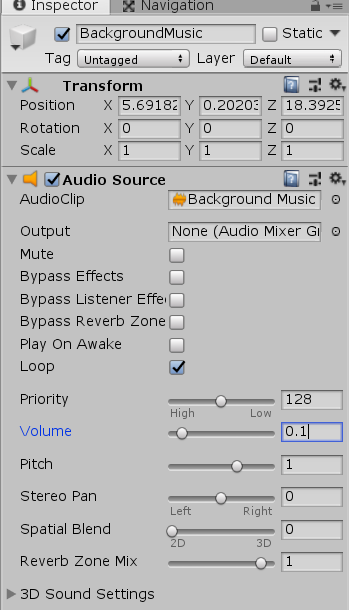 Inspector Navigation
BackgroundMusic Static
Tag Untagged Layer Default
Transform
Position X 5.69182 Y 0.20203 Z 18.3925
Rotation X 0 Y 0 Z 0
Scale X 1 Y 1 Z 1
Audio Source
AudioClip Background Music
Output None (Audio Mixer Gr
Mute
Bypass Effects
Bypass Listener Effe
Bypass Reverb Zone
Play On Awake
Loop
Priority 128
High Low
Volume 0.1
Pitch 1
Stereo Pan 0
Left Right
Spatial Blend 0
2D 3D
Reverb Zone Mix 1
3D Sound Settings